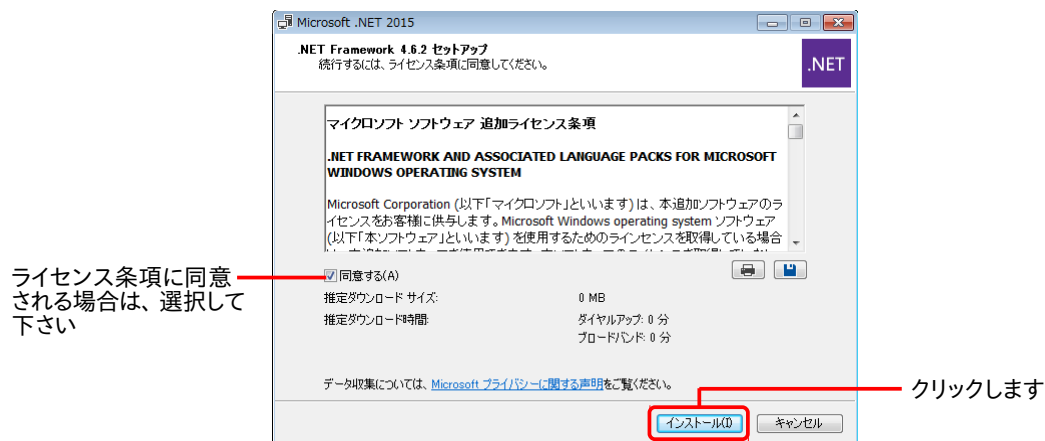 Microsoft .NET 2015
.NET Framework 4.6.2 セットアップ
続行するには、ライセンス条項に同意してください。
.NET
マイクロソフト ソフトウェア 追加ライセンス条項
.NET FRAMEWORK AND ASSOCIATED LANGUAGE PACKS FOR MICROSOFT
WINDOWS OPERATING SYSTEM
Microsoft Corporation (以下「マイクロソフト」といいます) は、本追加ソフトウェアのラ
イセンスをお客様に供与します。Microsoft Windows operating system ソフトウェア
(以下「本ソフトウェア」といいます) を使用するためのラインセンスを取得している場合
ライセンス条項に同意
される場合は、選択して
下さい
同意する(A)
推定ダウンロード サイズ: 0 MB
推定ダウンロード時間: ダイヤルアップ: 0 分
ブロードバンド: 0 分
データ収集については、Microsoft プライバシーに関する声明をご覧ください。
クリックします
インストール(I) キャンセル